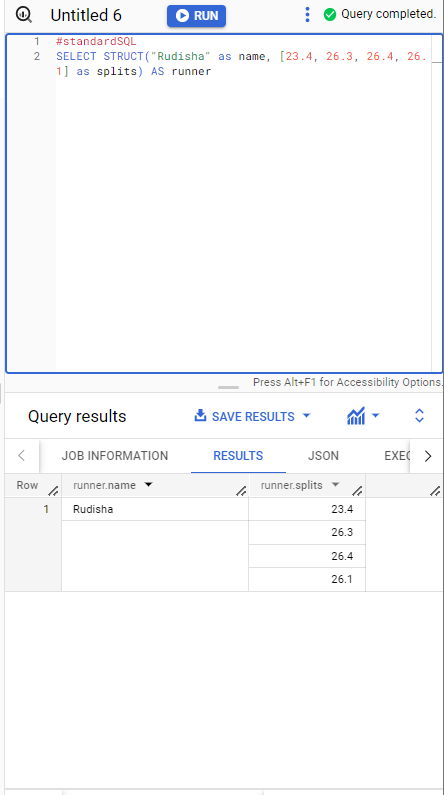 Untitled 6
RUN
Query completed.
1 #standardSQL
2 SELECT STRUCT("Rudisha" as name, [23.4, 26.3, 26.4, 26.
1] as splits) AS runner
Press Alt+F1 for Accessibility Options.
Query results
SAVE RESULTS
JOB INFORMATION
RESULTS
JSON
EXEC
Row
runner.name
runner.splits
1 Rudisha 23.4
26.3
26.4
26.1